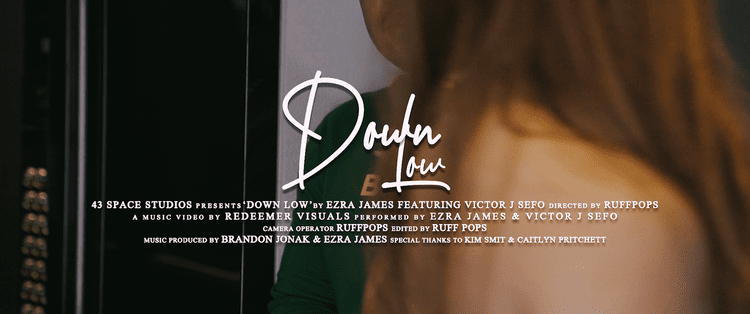 Down
Low
43 SPACE STUDIOS PRESENTS 'DOWN LOW' BY EZRA JAMES FEATURING VICTOR J SEFO DIRECTED BY RUFFPOPS
A MUSIC VIDEO BY REDEEMER VISUALS PERFORMED BY EZRA JAMES & VICTOR J SEFO
CAMERA OPERATOR RUFFPOPS EDITED BY RUFF POPS
MUSIC PRODUCED BY BRANDON JONAK & EZRA JAMES SPECIAL THANKS TO KIM SMIT & CAITLYN PRITCHETT